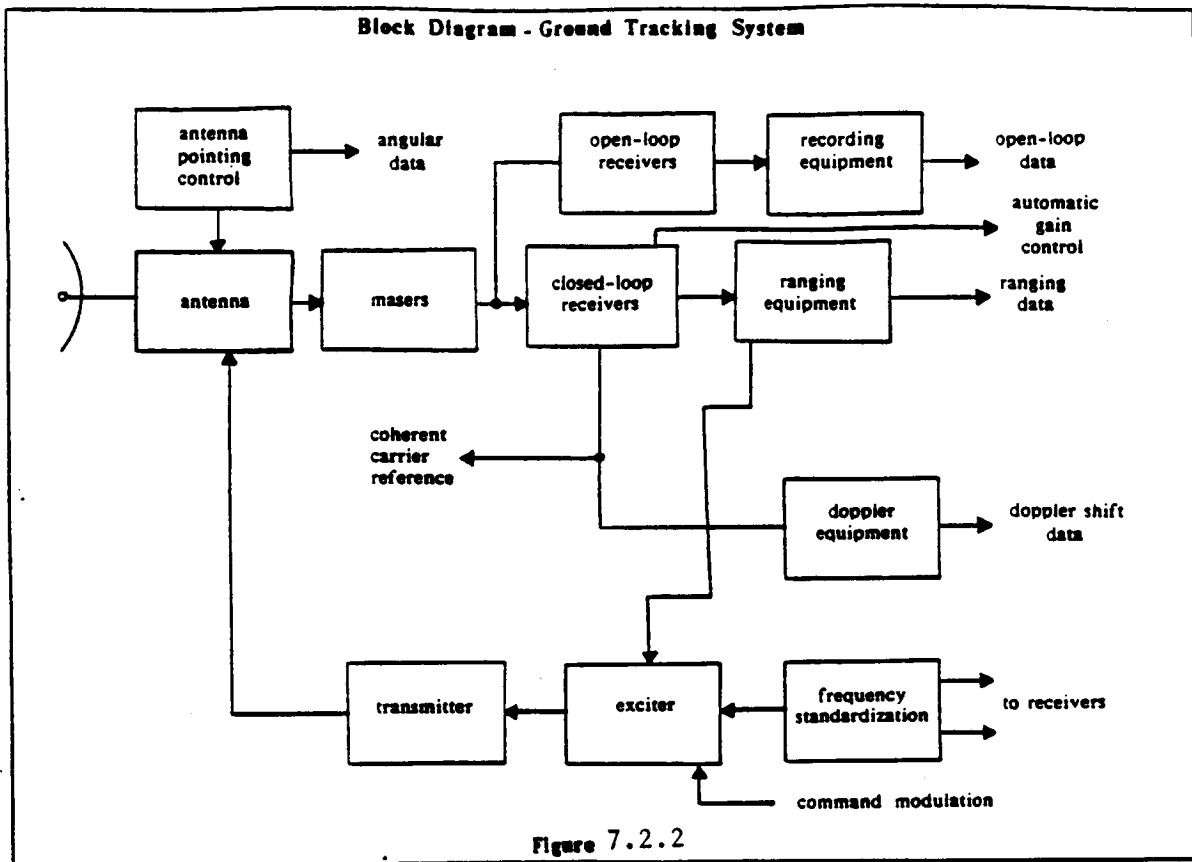 Block Diagram - Ground Tracking System
antenna
pointing
control
angular
data
open-loop
receivers
recording
equipment
open-loop
data
automatic
gain
control
antenna
masers
closed-loop
receivers
ranging
equipment
ranging
data
coherent
carrier
reference
doppler
equipment
doppler shift
data
transmitter
exciter
frequency
standardization
to receivers
command modulation
Figure 7.2.2